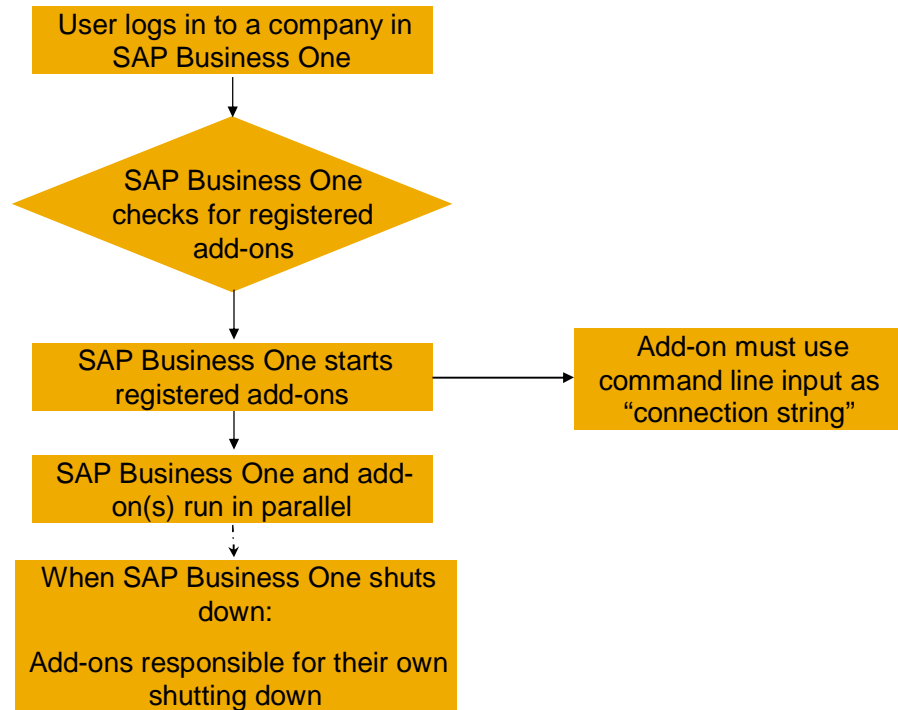 User logs in to a company in
SAP Business One
SAP Business One
checks for registered
add-ons
SAP Business One starts
registered add-ons
Add-on must use
command line input as
“connection string”
SAP Business One and add-
on(s) run in parallel
When SAP Business One shuts
down:
Add-ons responsible for their own
shutting down